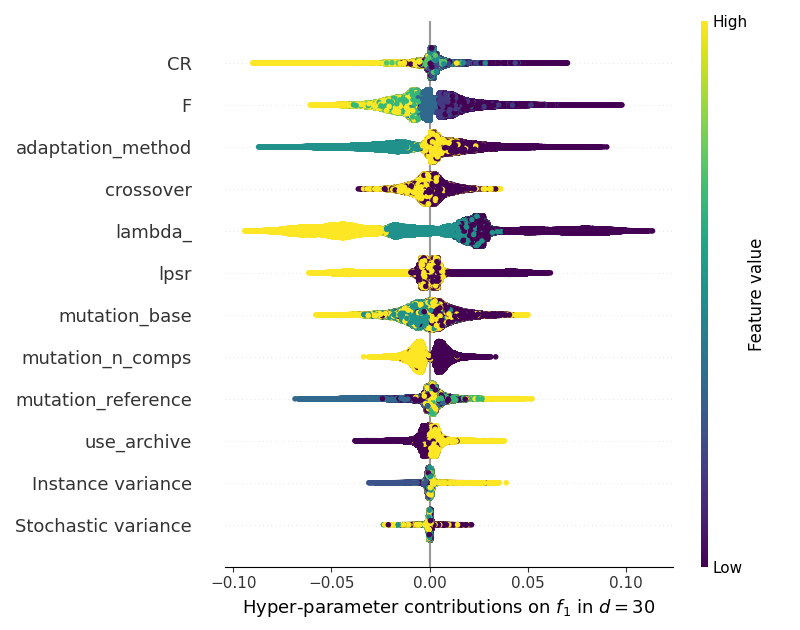 High
CR
F
adaptation_method
crossover
lambda_
lpsr
mutation_base
mutation_n_comps
mutation_reference
use_archive
Instance variance
Stochastic variance
Feature value
Low
−0.10 −0.05 0.00 0.05 0.10
Hyper-parameter contributions on f₁ in d = 30